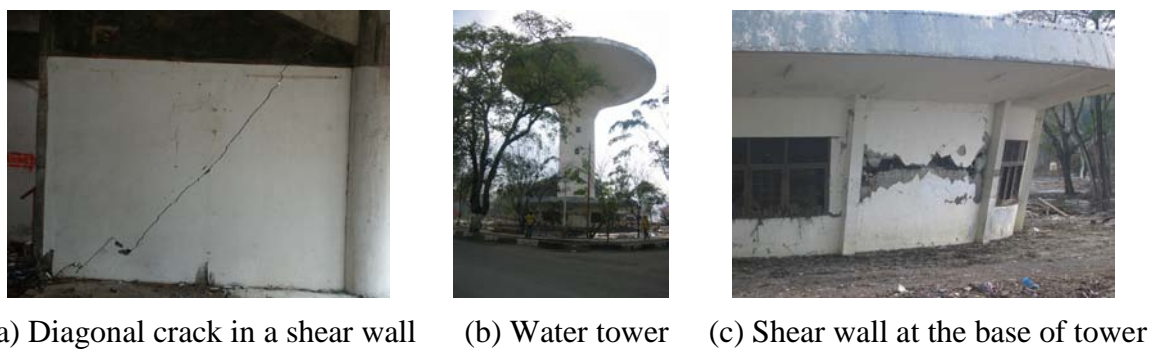 a) Diagonal crack in a shear wall (b) Water tower (c) Shear wall at the base of tower